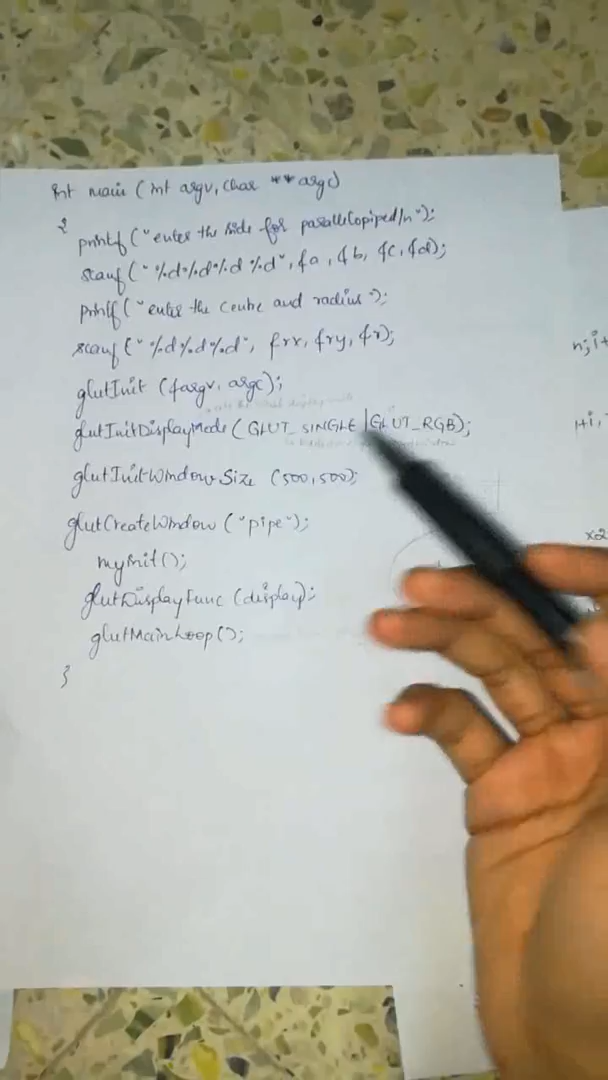 int main (int argv, char ** argc)
{
printf ("enter the side for parallelopiped/n");
scanf ("%d%d%d %d", &a, &b, &c, &d);
printf ("enter the centre and radius");
scanf ("%d%d%d", &rx, &ry, &r);
glutInit (&argv, argc);
glutInitDisplayMode (GLUT_SINGLE | GLUT_RGB);
glutInitWindowSize (500,500);
glutCreateWindow ("pipe");
myinit();
glutDisplayFunc (display);
glutMainLoop();
}
n; i+
x2